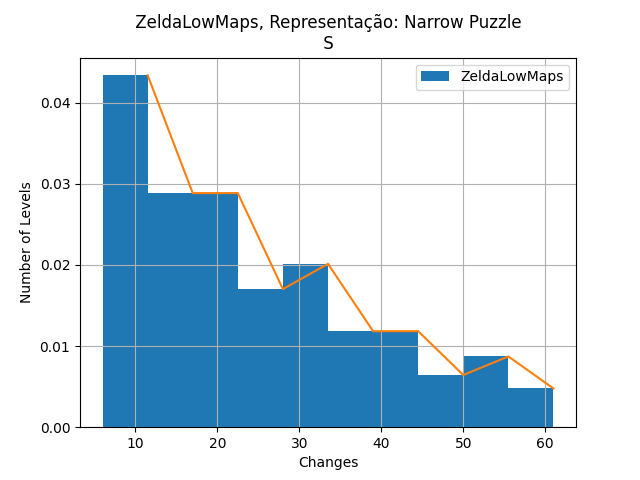 ZeldaLowMaps, Representação: Narrow Puzzle
S
ZeldaLowMaps
0.04
0.03
0.02
0.01
0.00
Number of Levels
10 20 30 40 50 60
Changes